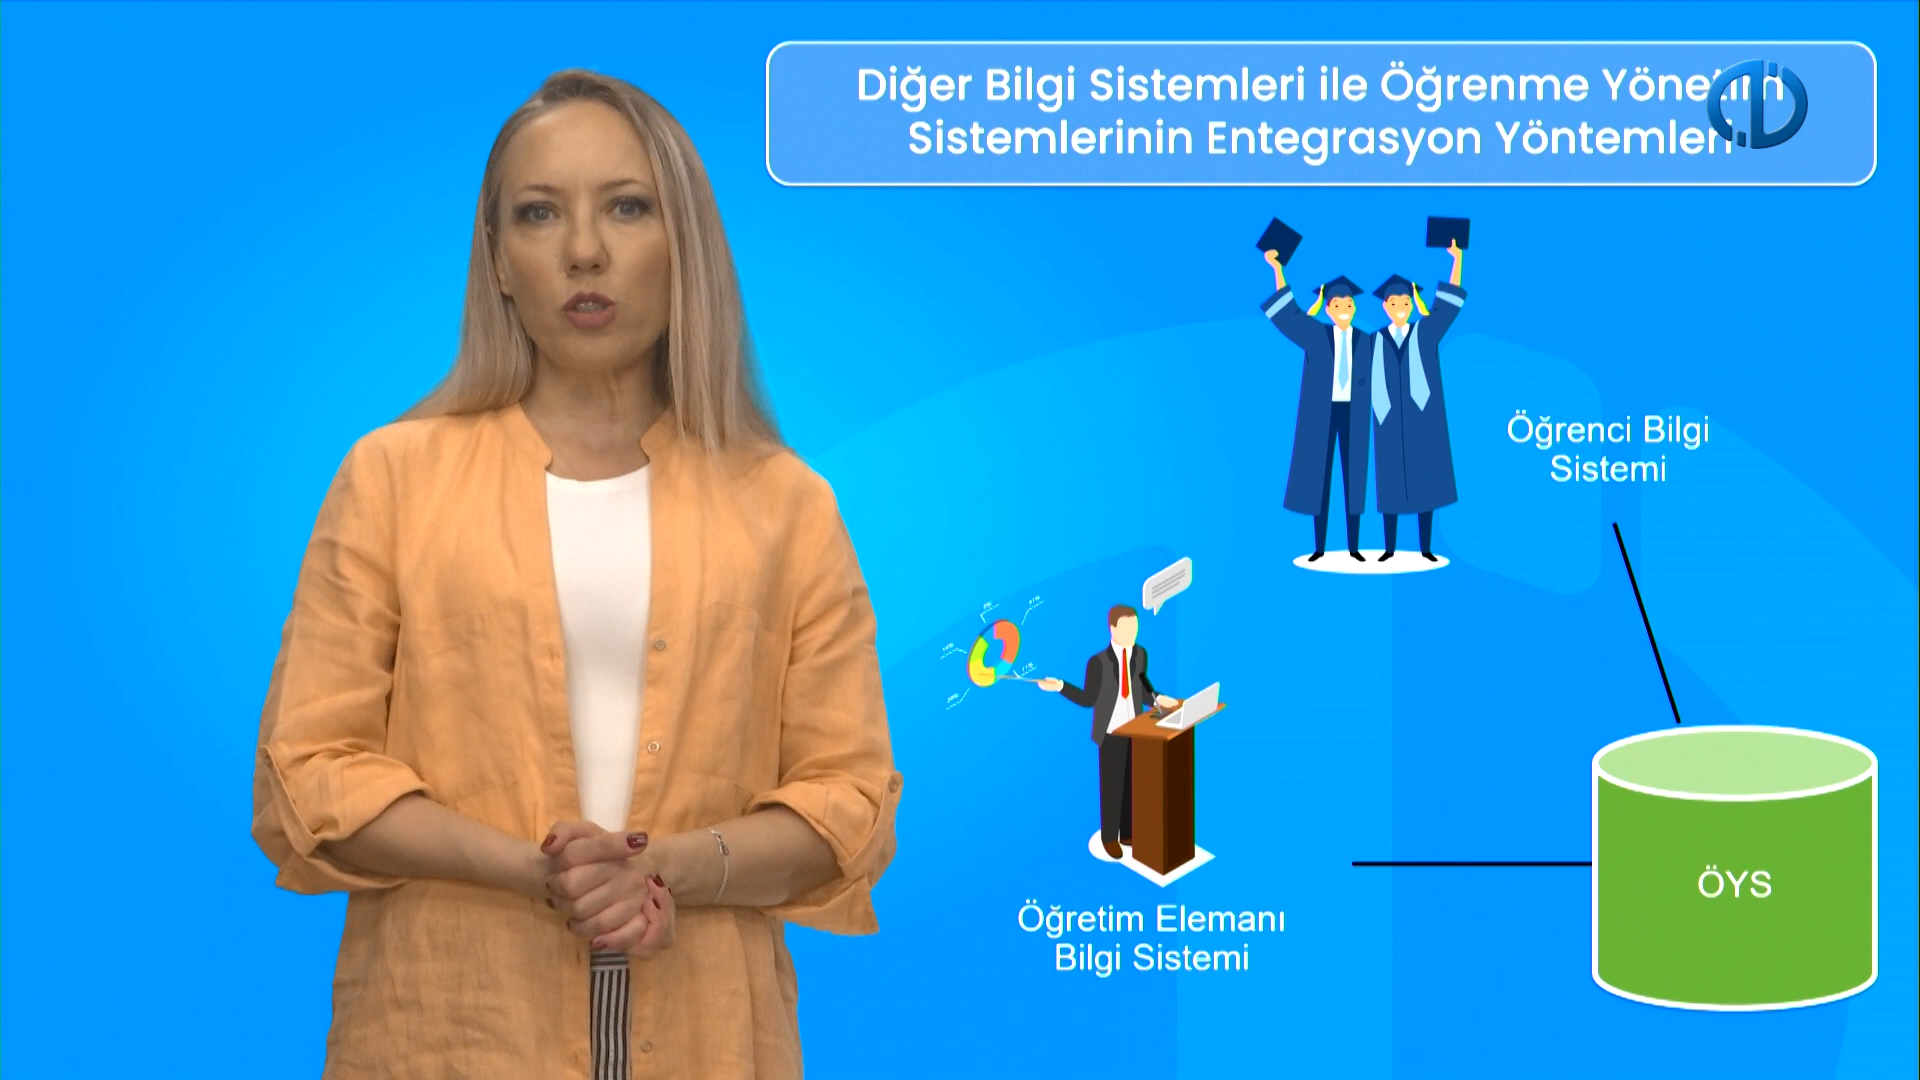 Diğer Bilgi Sistemleri ile Öğrenme Yönetim
Sistemlerinin Entegrasyon Yöntemleri
Öğrenci Bilgi
Sistemi
Öğretim Elemanı
Bilgi Sistemi
ÖYS